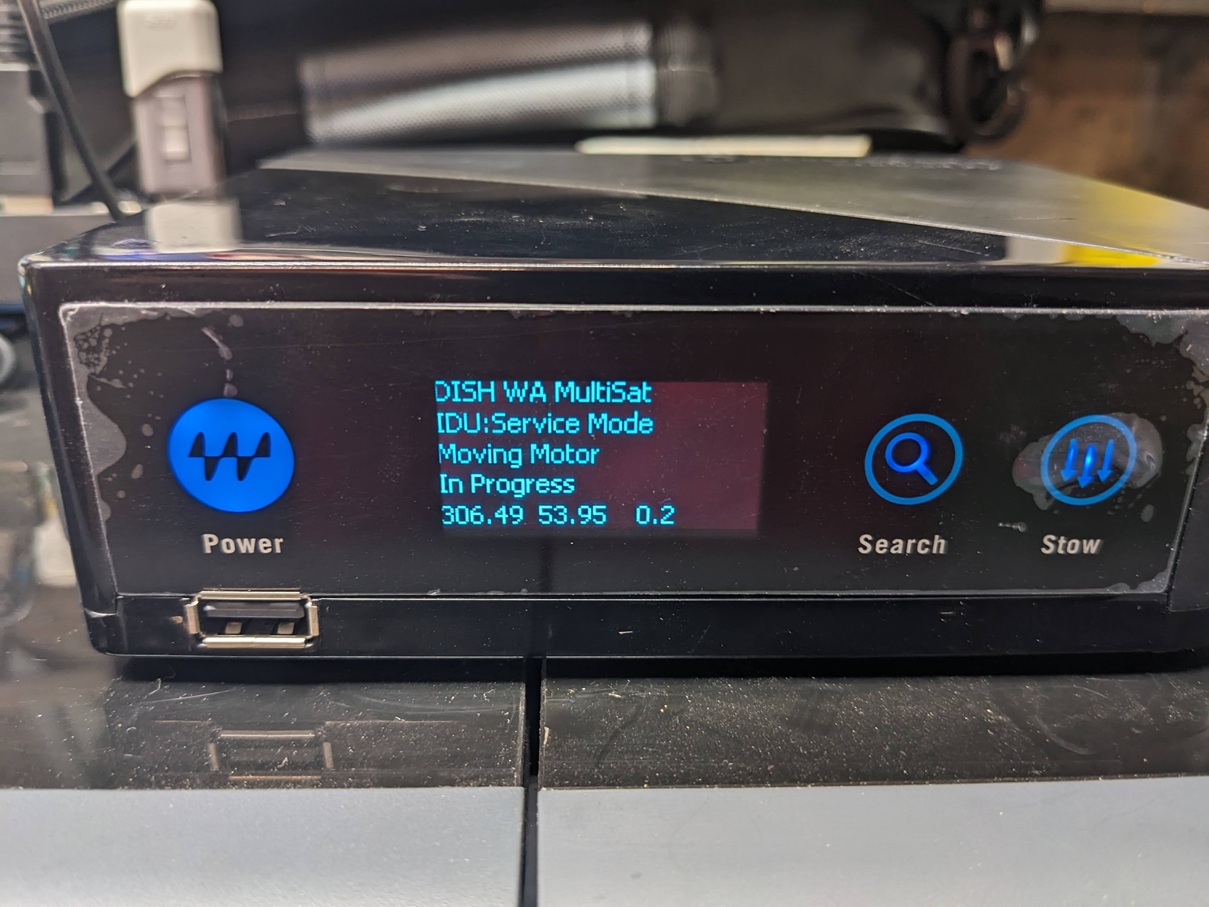 DISH WA MultiSat
IDU:Service Mode
Moving Motor
In Progress
306.49 53.95 0.2
Power
Search
Stow